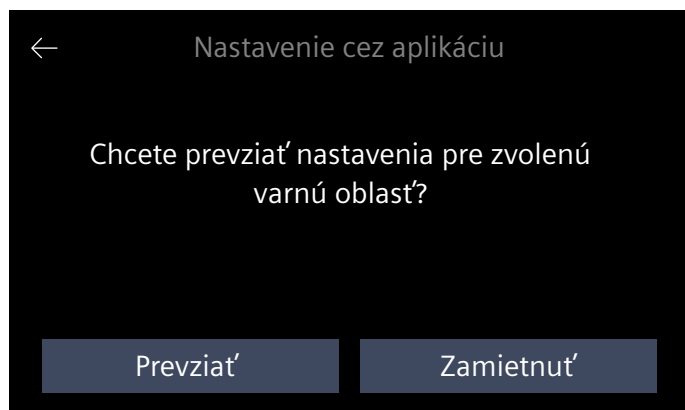 Nastavenie cez aplikáciu
Chcete prevziať nastavenia pre zvolenú
varnú oblasť?
Prevziať
Zamietnuť